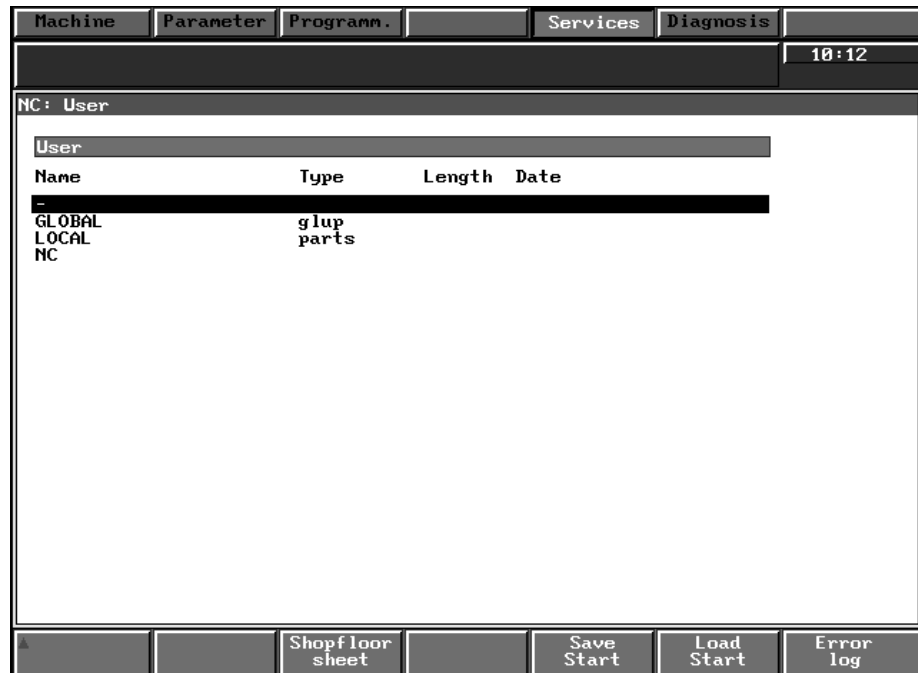 Machine Parameter Programm. Services Diagnosis
10:12
NC: User
User
Name Type Length Date
-
GLOBAL glup
LOCAL parts
NC
Shopfloor sheet Save Start Load Start Error log